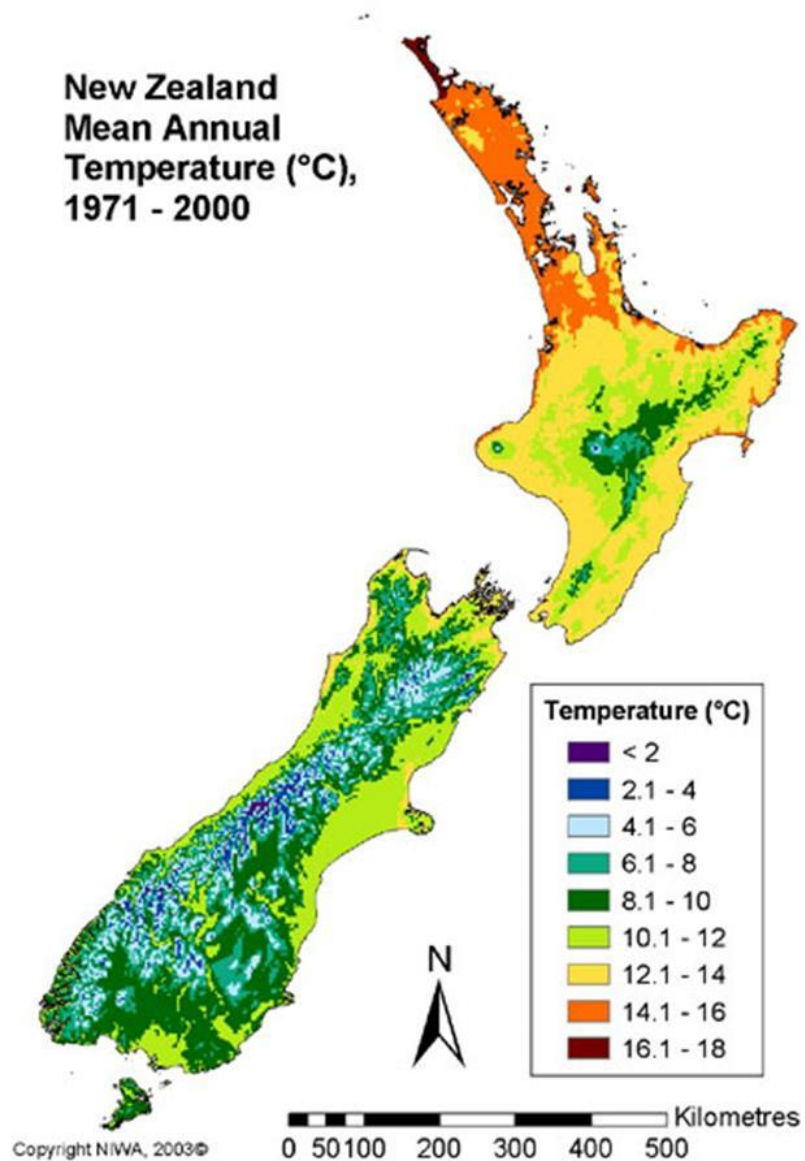 New Zealand
Mean Annual
Temperature (°C),
1971 - 2000
Temperature (°C)
< 2
2.1 - 4
4.1 - 6
6.1 - 8
8.1 - 10
10.1 - 12
12.1 - 14
14.1 - 16
16.1 - 18
N
Kilometres
0 50 100 200 300 400 500
Copyright NIWA, 2003©